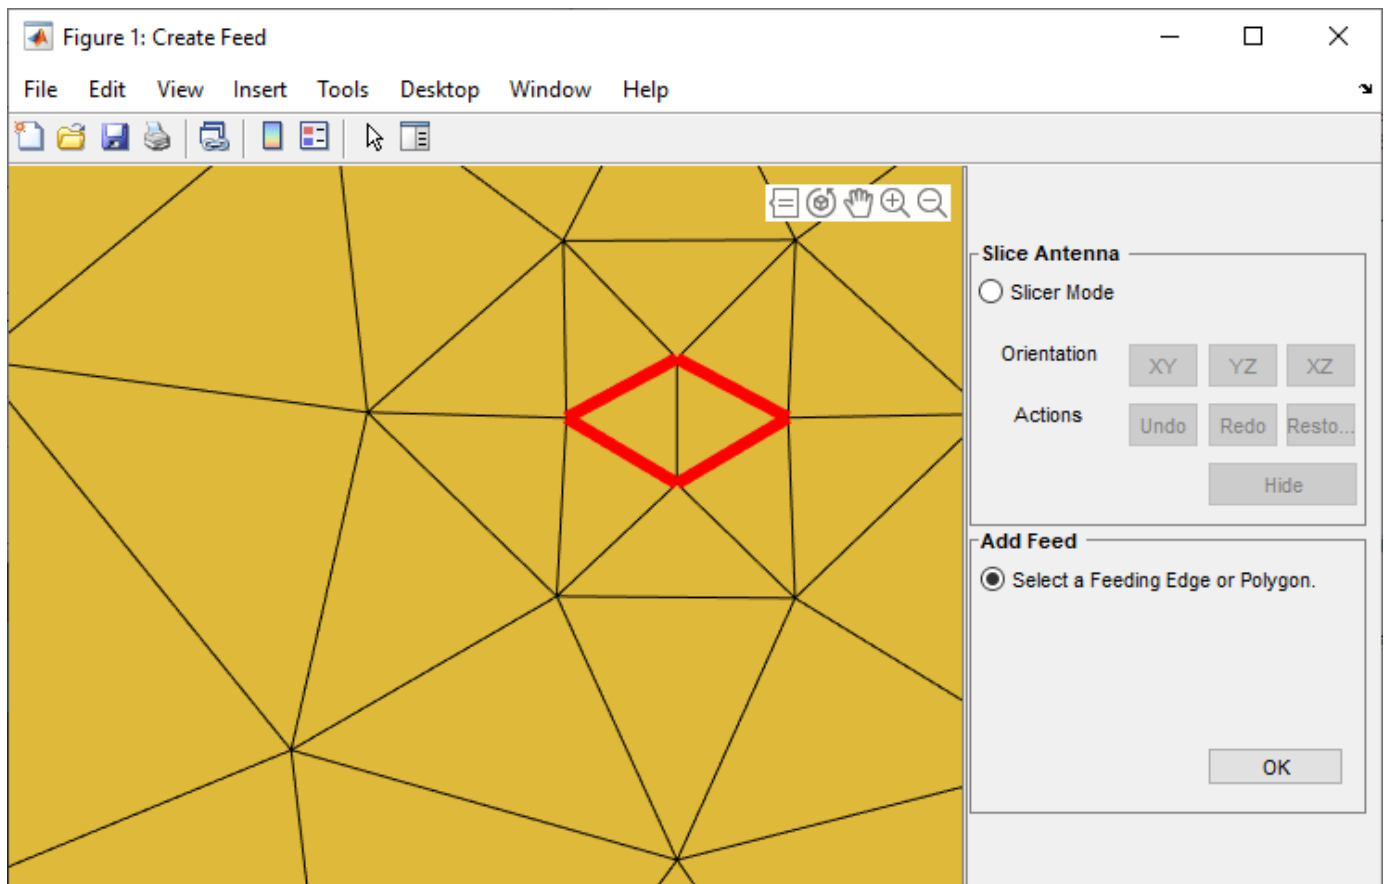 Figure 1: Create Feed
File Edit View Insert Tools Desktop Window Help
Slice Antenna
Slicer Mode
Orientation XY YZ XZ
Actions Undo Redo Resto...
Hide
Add Feed
Select a Feeding Edge or Polygon.
OK